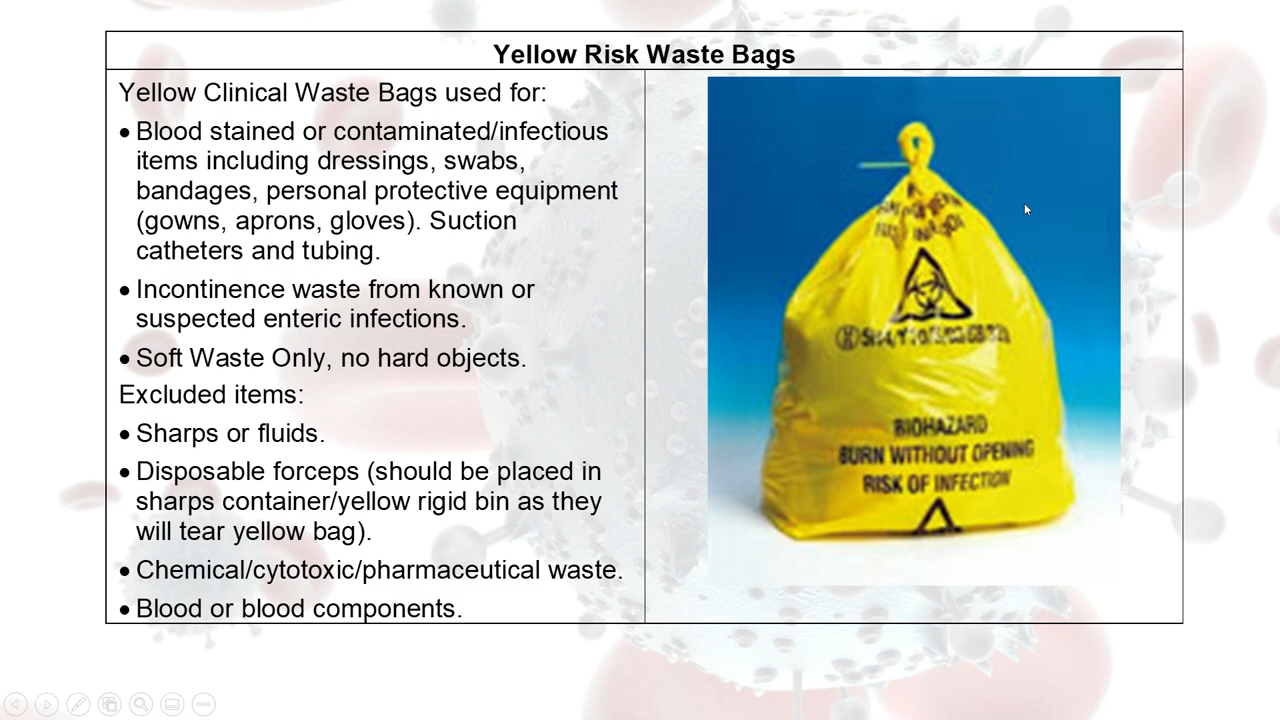 Yellow Risk Waste Bags
Yellow Clinical Waste Bags used for:
• Blood stained or contaminated/infectious
items including dressings, swabs,
bandages, personal protective equipment
(gowns, aprons, gloves). Suction
catheters and tubing.
• Incontinence waste from known or
suspected enteric infections.
• Soft Waste Only, no hard objects.
Excluded items:
• Sharps or fluids.
• Disposable forceps (should be placed in
sharps container/yellow rigid bin as they
will tear yellow bag).
• Chemical/cytotoxic/pharmaceutical waste.
• Blood or blood components.
BIOHAZARD
BURN WITHOUT OPENING
RISK OF INFECTION